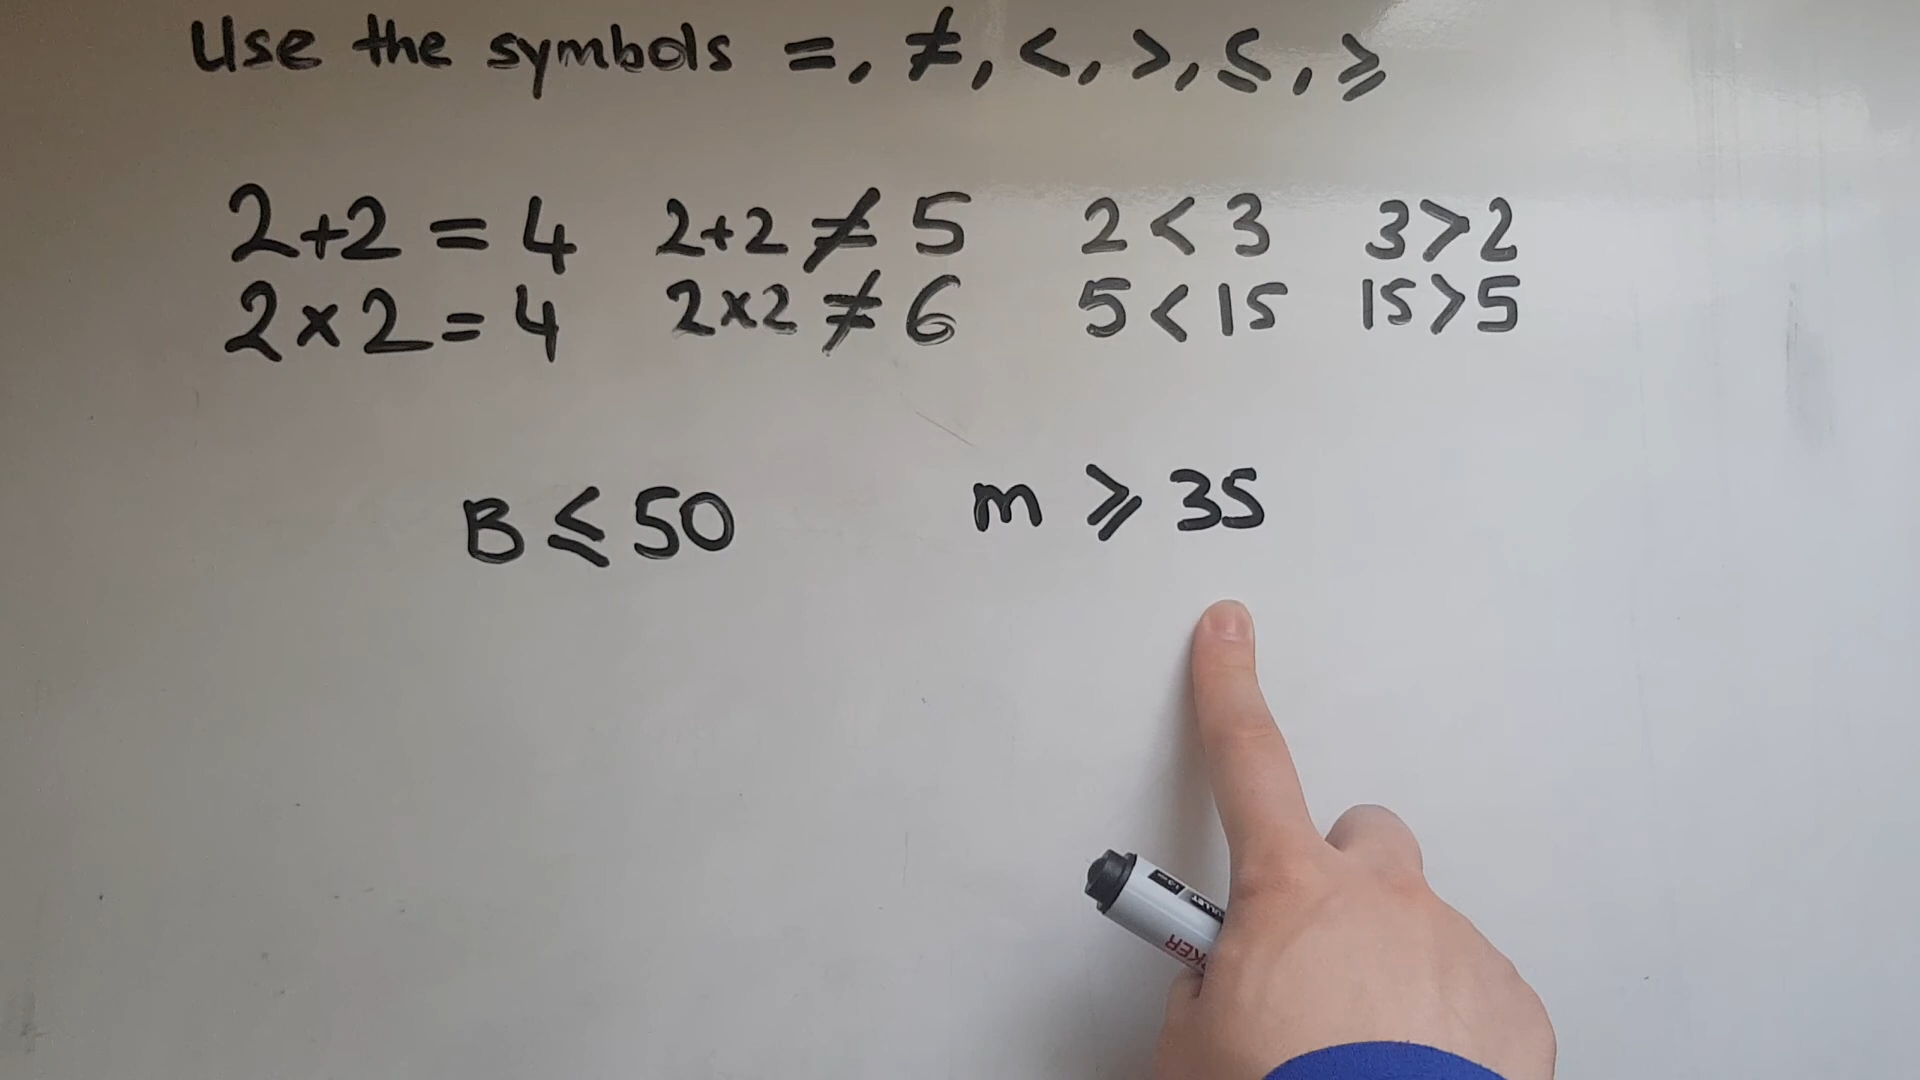 Use the symbols =, ≠, <, >, ≤, ≥
2+2 = 4 2+2 ≠ 5 2 < 3 3>2
2×2=4 2×2 ≠ 6 5 < 15 15>5
B ≤ 50 m ≥ 35